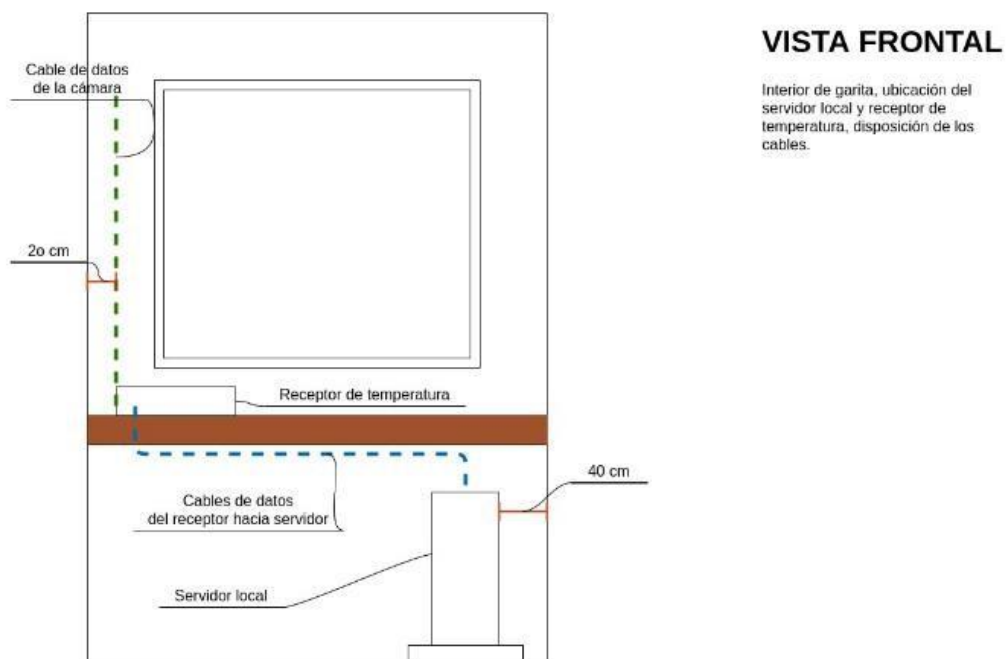 VISTA FRONTAL
Interior de garita, ubicación del
servidor local y receptor de
temperatura, disposición de los
cables.
Cable de datos
de la cámara
2o cm
Receptor de temperatura
40 cm
Cables de datos
del receptor hacia servidor
Servidor local